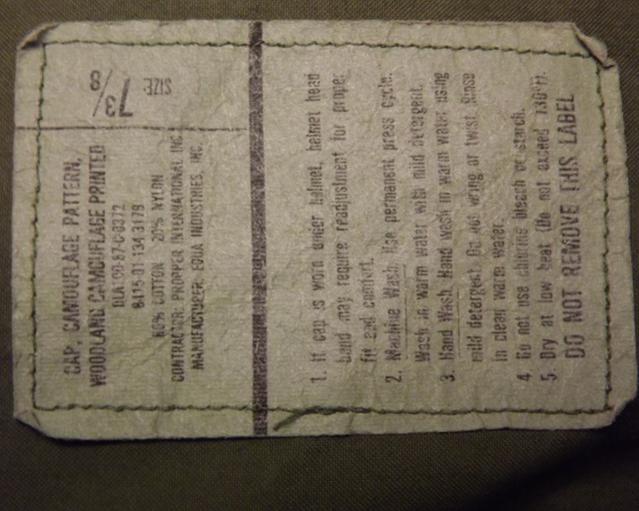 CAP, CAMOUFLAGE PATTERN,
WOODLAND CAMOUFLAGE PRINTED
DLA100-87-C-0372
8415-01-134-3179
80% COTTON 20% NYLON
CONTRACTOR: PROPPER INTERNATIONAL INC.
MANUFACTURER: EQUA INDUSTRIES, INC.
SIZE:
7 3/8
1. If cap is worn under helmet, helmet head
band may require readjustment for proper
fit and comfort.
2. Machine Wash. Use permanent press cycle.
Wash in warm water with mild detergent.
3. Hand Wash Hand wash in warm water using
mild detergent. Do not wring or twist. Rinse
in clean warm water.
4 Do not use chlorine bleach or starch.
5. Dry at low heat (Do not exceed 130°F).
DO NOT REMOVE THIS LABEL